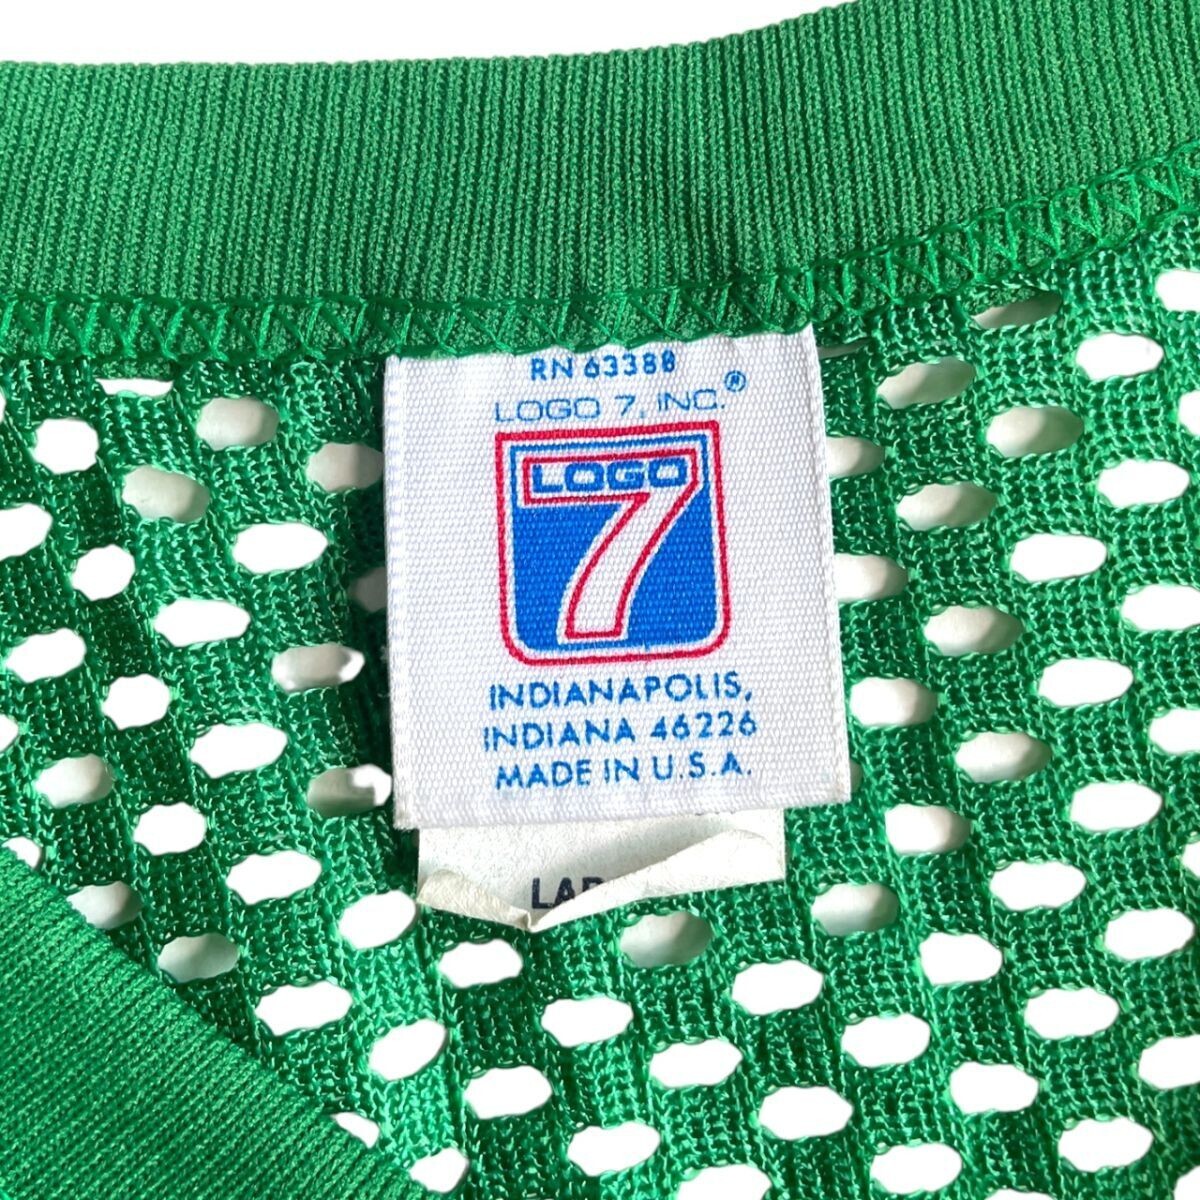 RN 63388
LOGO 7, INC.®
LOGO
7
INDIANAPOLIS,
INDIANA 46226
MADE IN U.S.A.